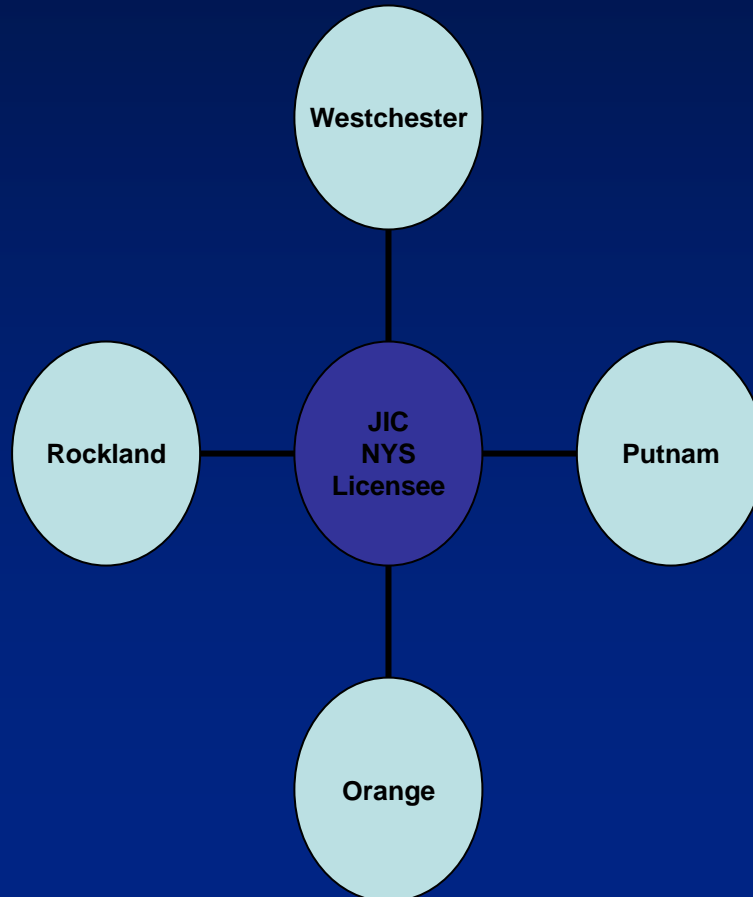 Westchester
Rockland
JIC
NYS
Licensee
Putnam
Orange